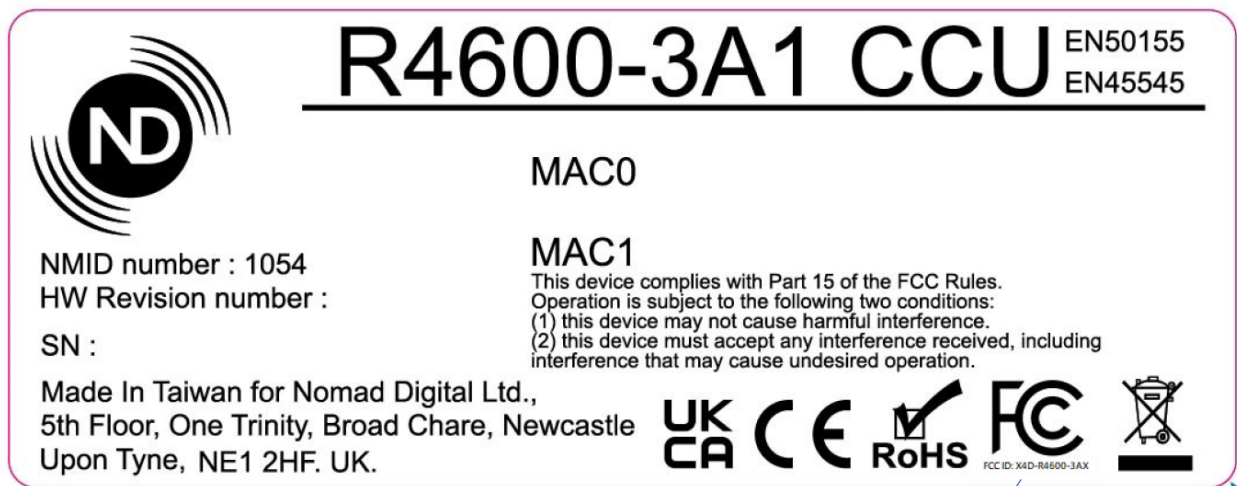 R4600-3A1 CCU
EN50155
EN45545
ND
MAC0
MAC1
NMID number : 1054
HW Revision number :
SN :
This device complies with Part 15 of the FCC Rules.
Operation is subject to the following two conditions:
(1) this device may not cause harmful interference.
(2) this device must accept any interference received, including
interference that may cause undesired operation.
Made In Taiwan for Nomad Digital Ltd.,
5th Floor, One Trinity, Broad Chare, Newcastle
Upon Tyne, NE1 2HF. UK.
UK
CA
CE
RoHS
FC
FCC ID: X4D-R4600-3AX